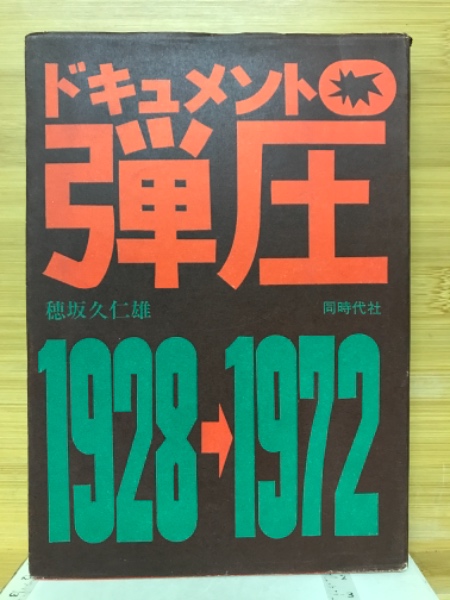 ドキュメント
弾圧
穂坂久仁雄
同時代社
1928→1972